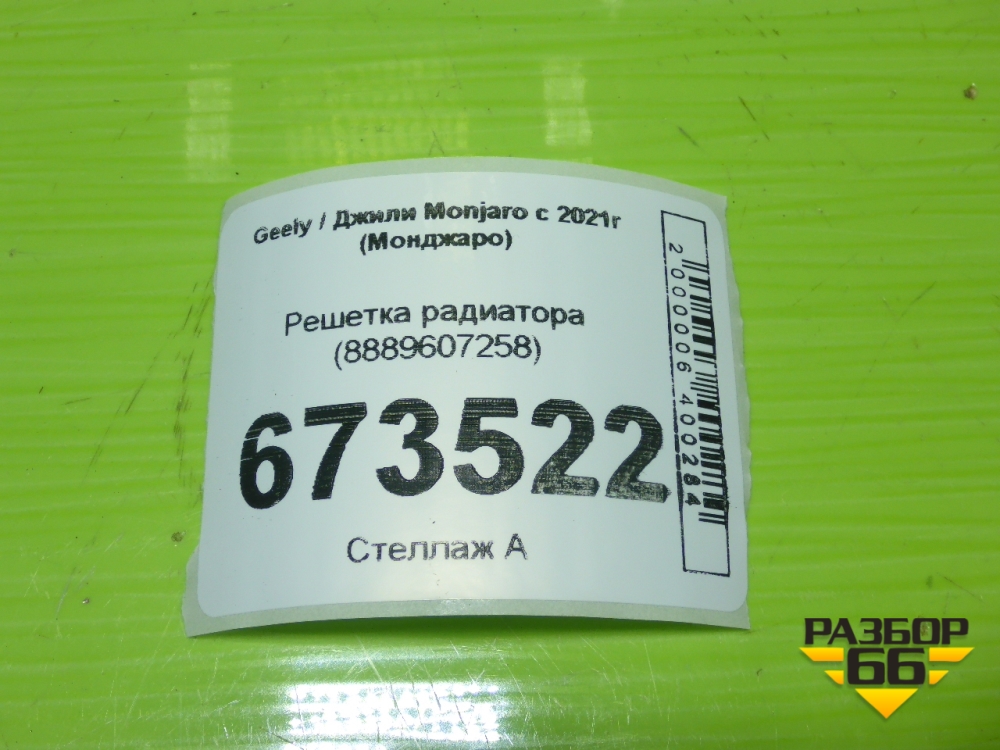 Geely / Джили Monjaro с 2021г
(Монджаро)
Решетка радиатора
(8889607258)
673522
Стеллаж А
2000006400284
РАЗБОР
66